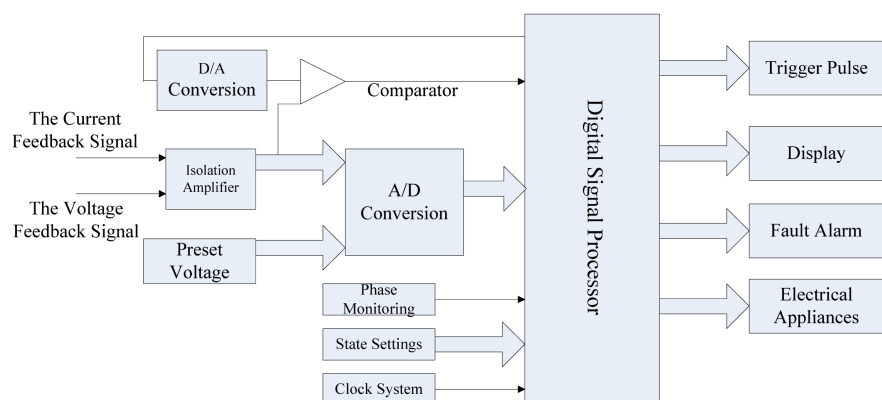 D/A
Conversion
Comparator
The Current
Feedback Signal
Isolation
Amplifier
The Voltage
Feedback Signal
A/D
Conversion
Preset
Voltage
Phase
Monitoring
State Settings
Clock System
Digital Signal Processor
Trigger Pulse
Display
Fault Alarm
Electrical
Appliances